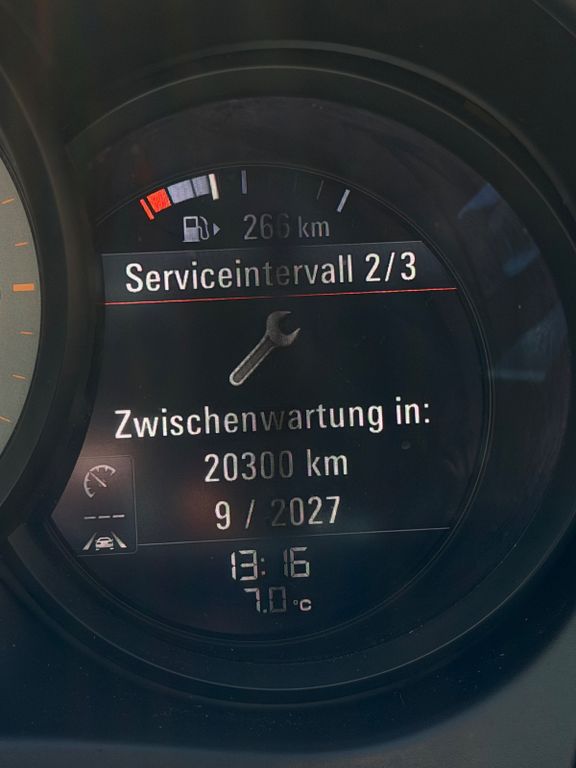 266 km
Serviceintervall 2/3
Zwischenwartung in:
20300 km
9 / 2027
13:16
7.0 °C